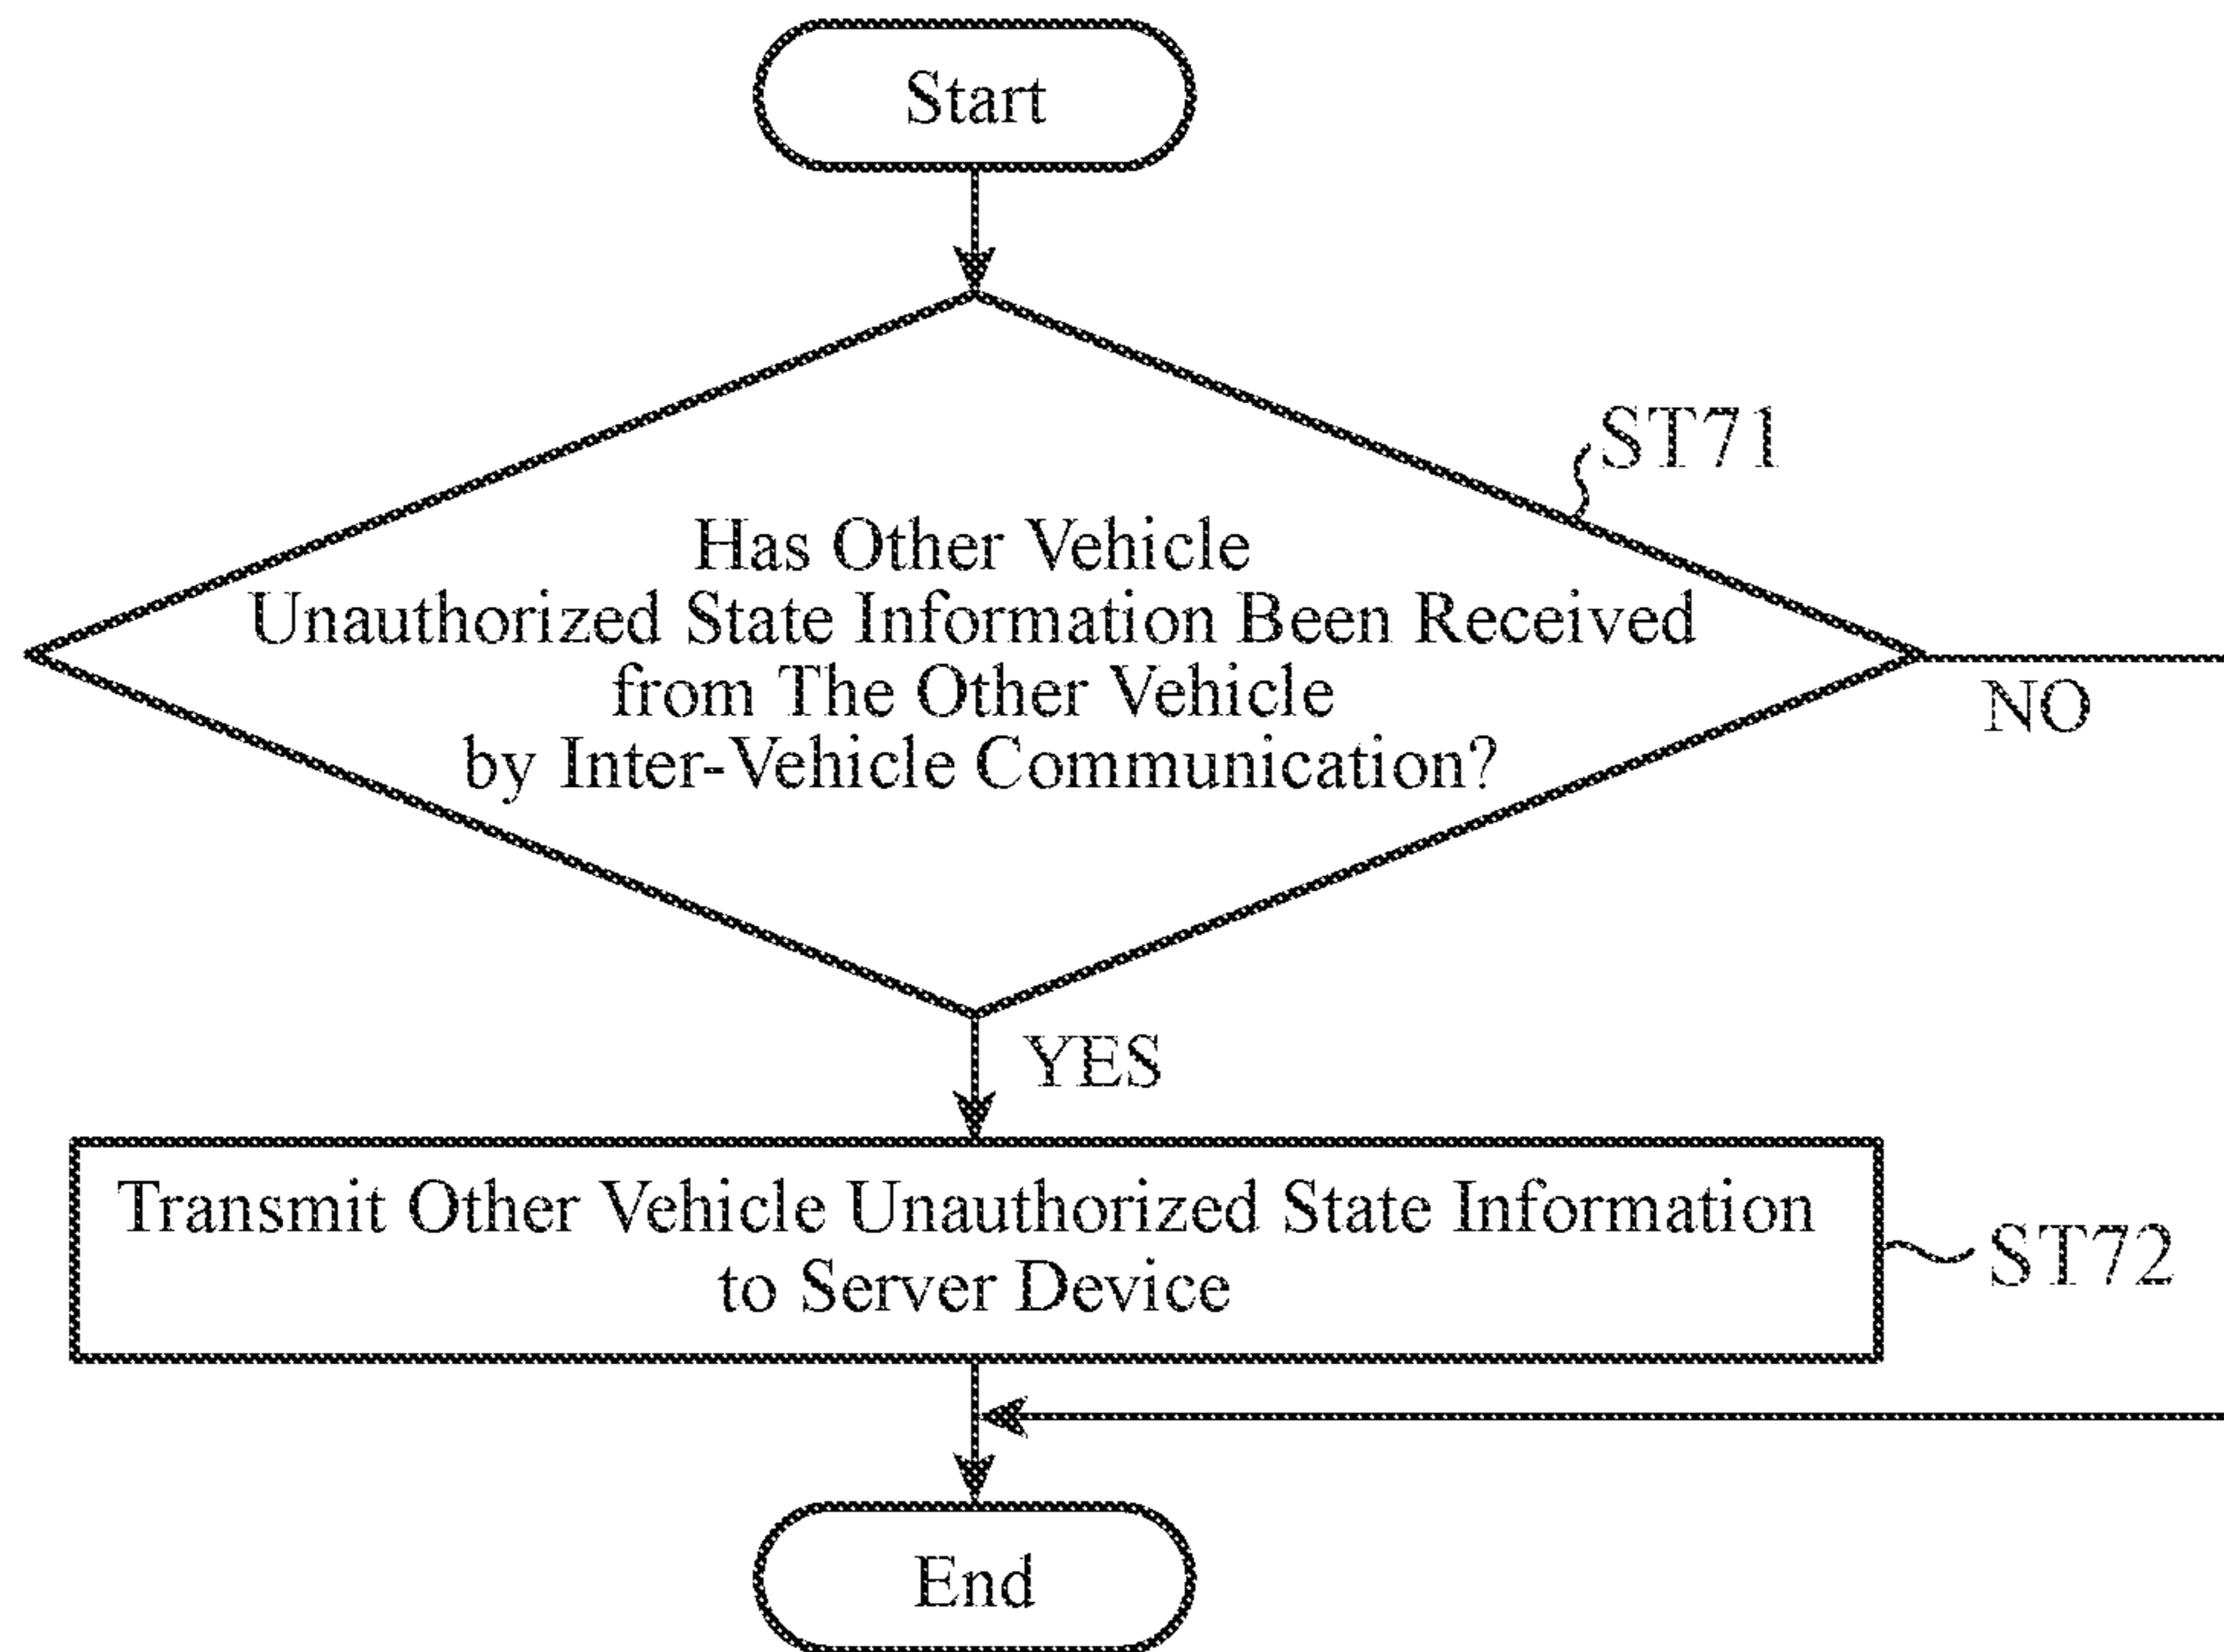 Start
ST71
Has Other Vehicle
Unauthorized State Information Been Received
from The Other Vehicle
by Inter-Vehicle Communication?
NO
YES
Transmit Other Vehicle Unauthorized State Information
to Server Device
ST72
End